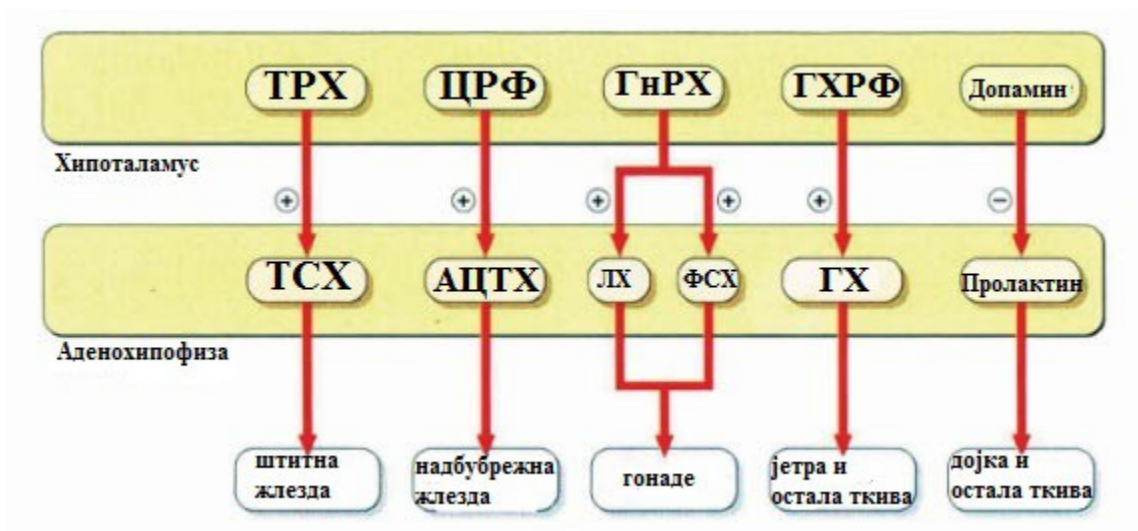 ТРХ
ЦРФ
ГнРХ
ГХРФ
Допамин
Хипоталамус
+
+
+
+
+
−
ТСХ
АЦТХ
ЛХ
ФСХ
ГХ
Пролактин
Аденохипофиза
штитна
жлезда
надбубрежна
жлезда
гонаде
јетра и
остала ткива
дојка и
остала ткива